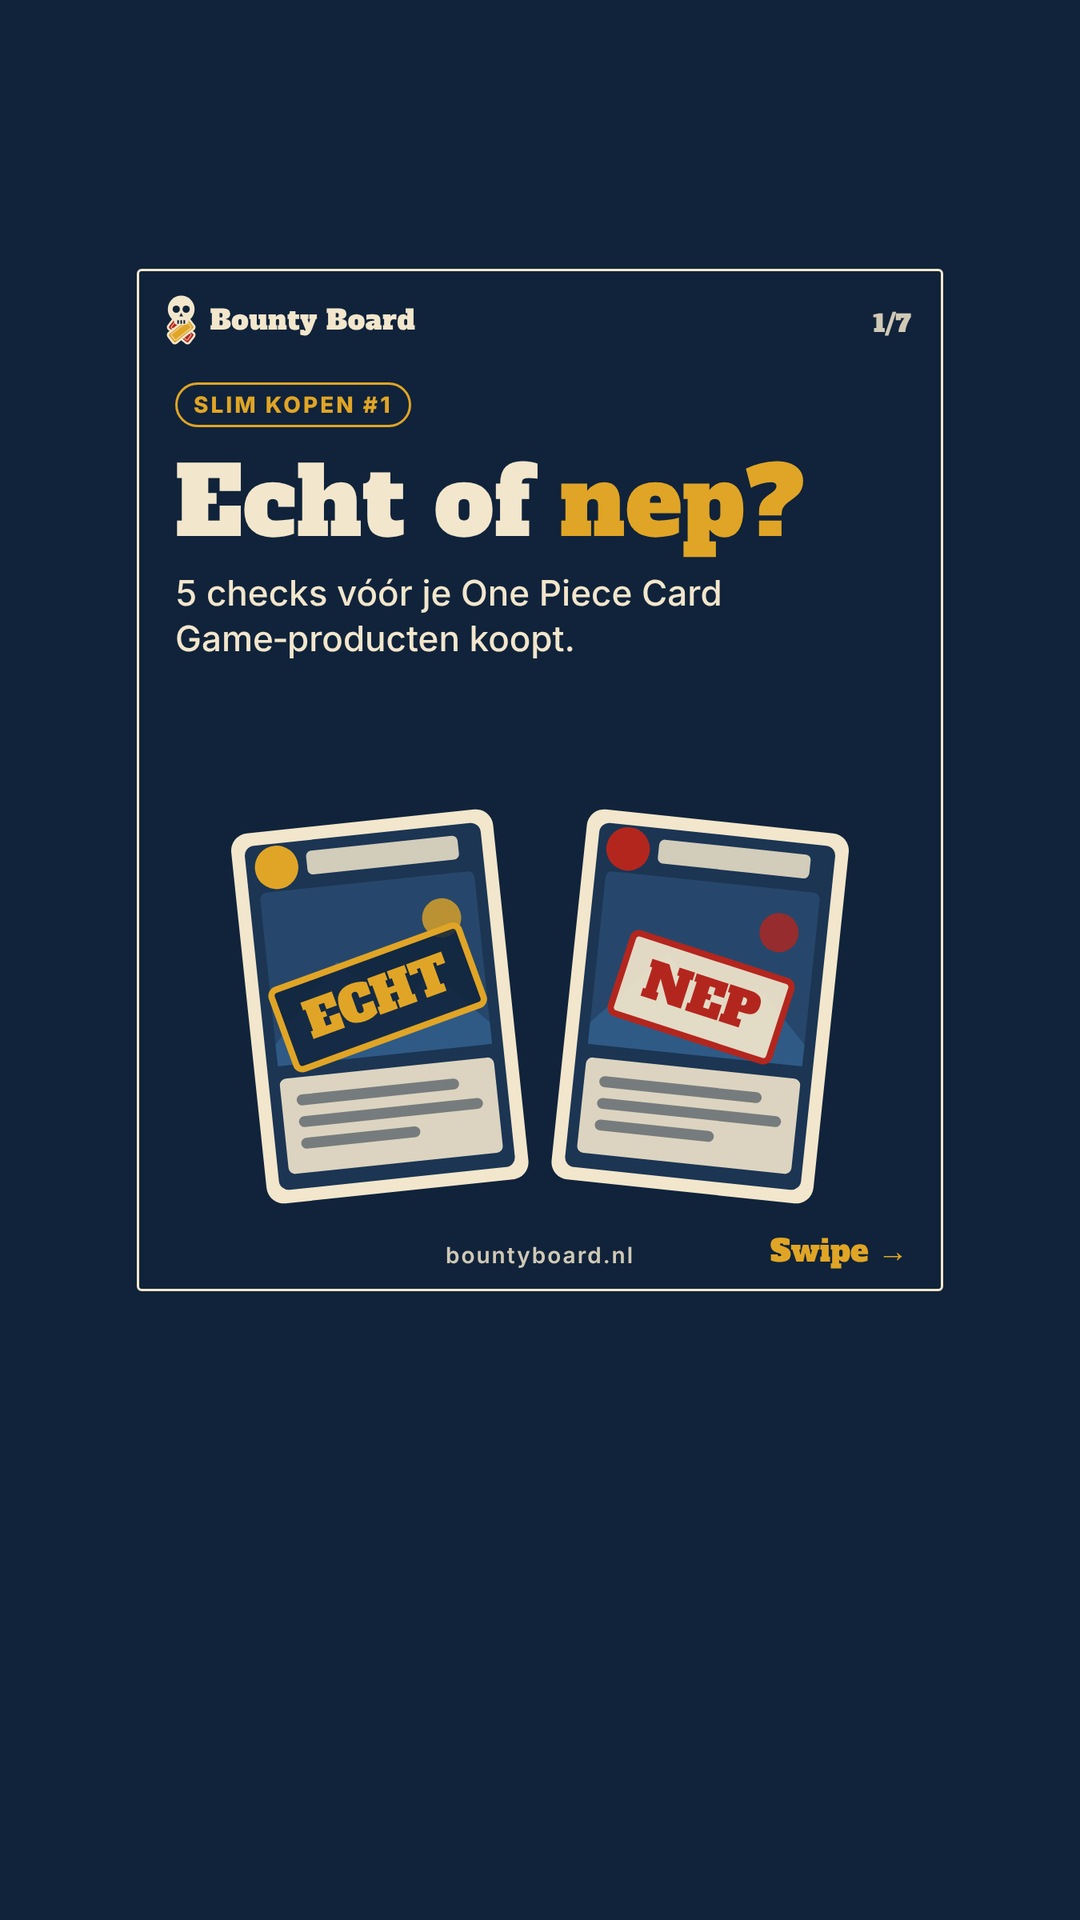 Bounty Board
1/7
SLIM KOPEN #1
Echt of nep?
5 checks vóór je One Piece Card
Game-producten koopt.
ECHT
NEP
bountyboard.nl
Swipe →